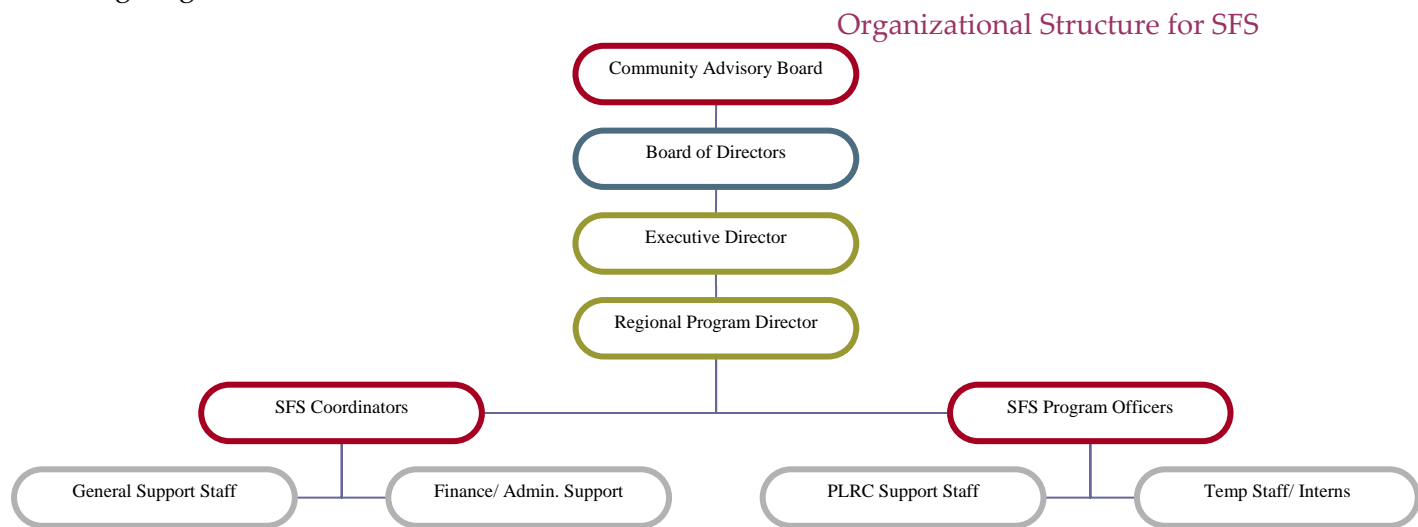 Organizational Structure for SFS
Community Advisory Board
Board of Directors
Executive Director
Regional Program Director
SFS Coordinators
SFS Program Officers
General Support Staff
Finance/ Admin. Support
PLRC Support Staff
Temp Staff/ Interns